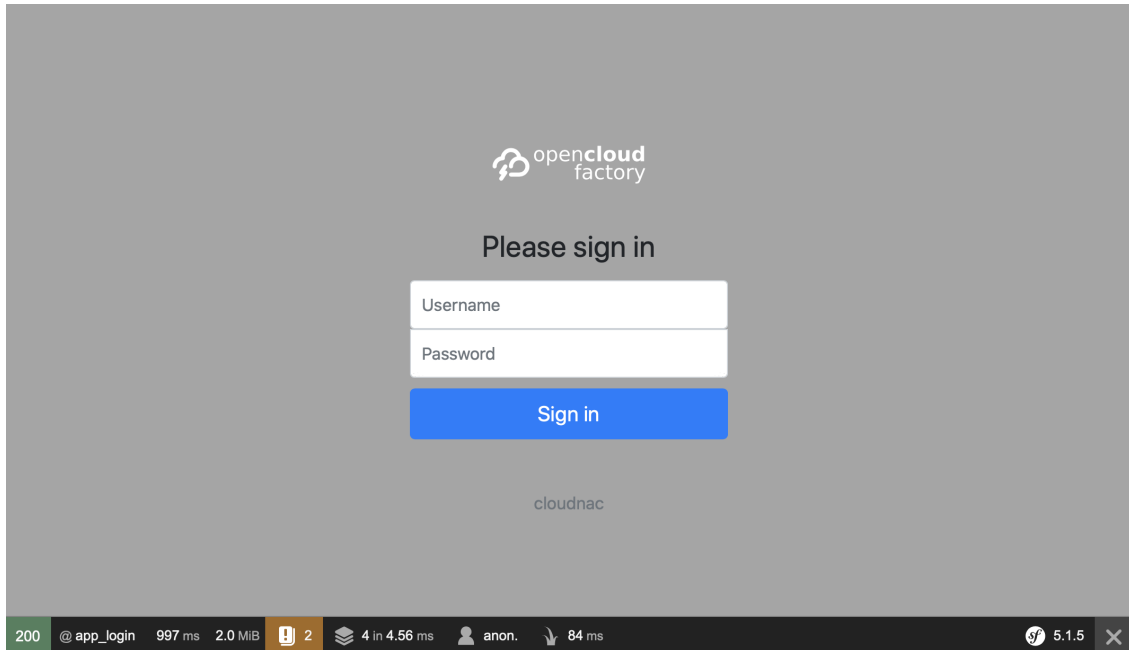 opencloud
factory
Please sign in
Username
Password
Sign in
cloudnac
200 @ app_login 997 ms 2.0 MiB 2 4 in 4.56 ms anon. 84 ms sf 5.1.5